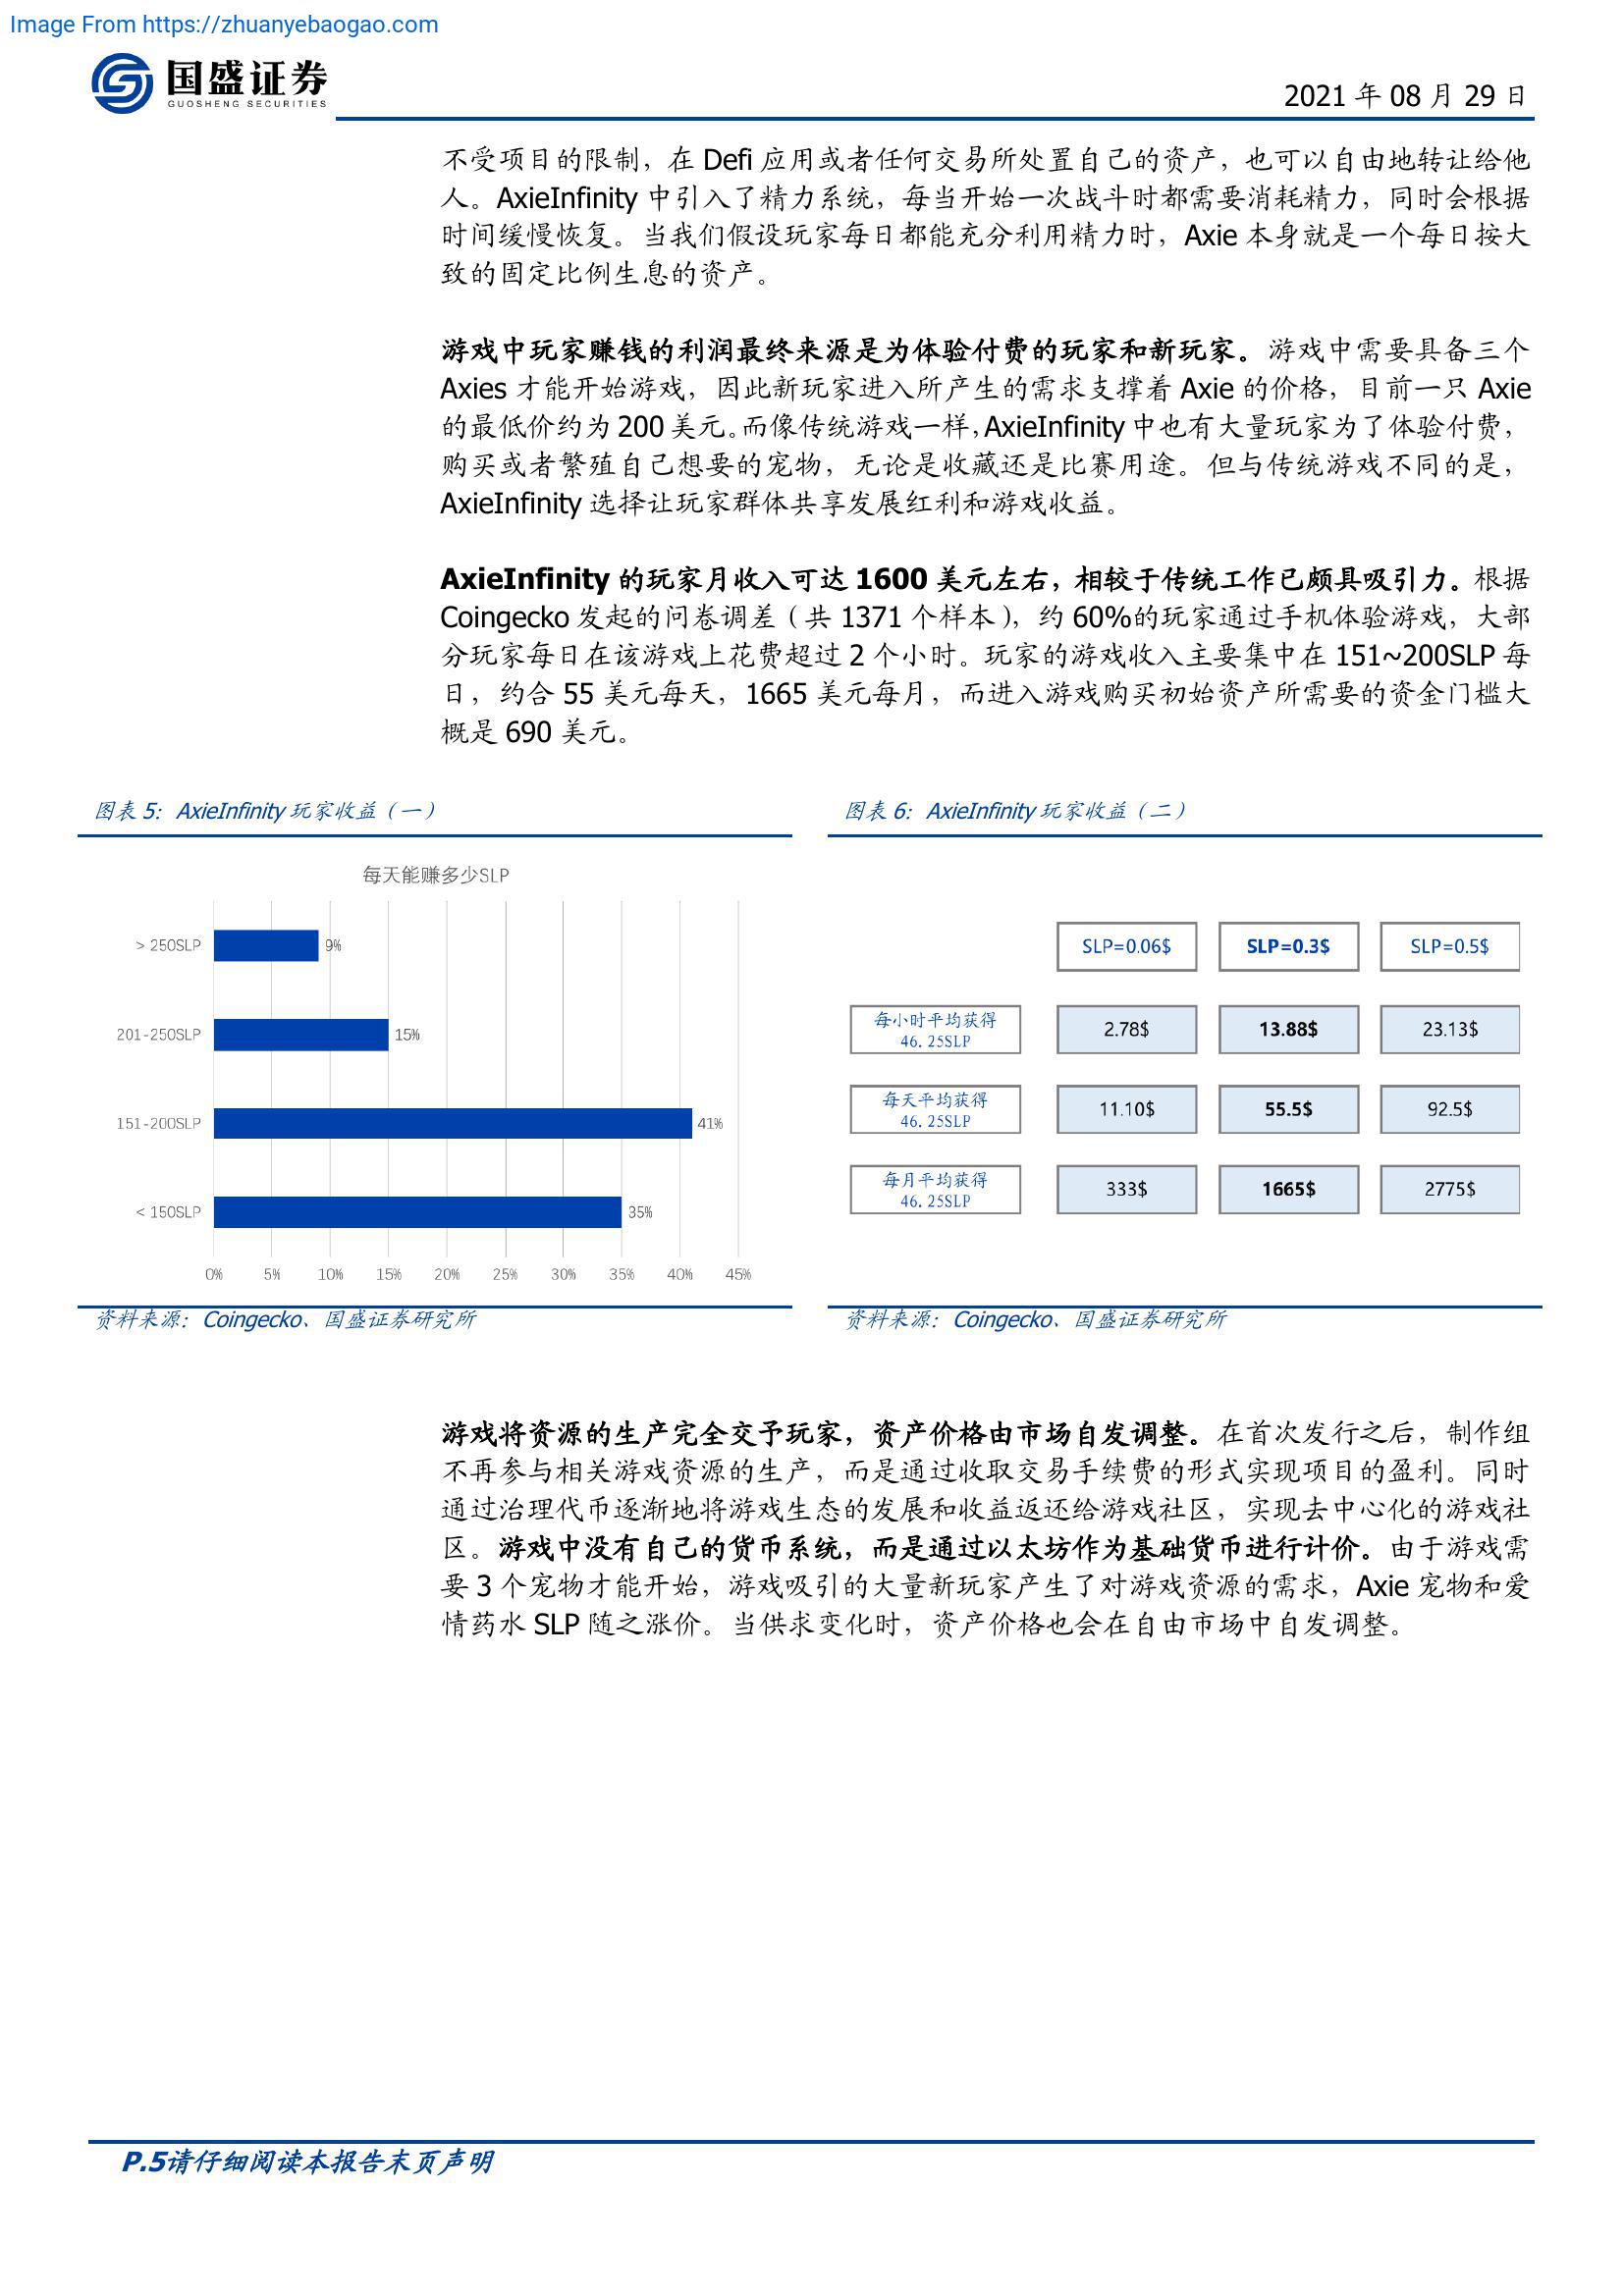 Image From https://zhuanyebaogao.com
国盛证券
GUOSHENG SECURITIES
2021 年 08 月 29 日
不受项目的限制，在 Defi 应用或者任何交易所处置自己的资产，也可以自由地转让给他
人。AxieInfinity 中引入了精力系统，每当开始一次战斗时都需要消耗精力，同时会根据
时间缓慢恢复。当我们假设玩家每日都能充分利用精力时，Axie 本身就是一个每日按大
致的固定比例生息的资产。
游戏中玩家赚钱的利润最终来源是为体验付费的玩家和新玩家。游戏中需要具备三个
Axies 才能开始游戏，因此新玩家进入所产生的需求支撑着 Axie 的价格，目前一只 Axie
的最低价约为 200 美元。而像传统游戏一样，AxieInfinity 中也有大量玩家为了体验付费，
购买或者繁殖自己想要的宠物，无论是收藏还是比赛用途。但与传统游戏不同的是，
AxieInfinity 选择让玩家群体共享发展红利和游戏收益。
AxieInfinity 的玩家月收入可达 1600 美元左右，相较于传统工作已颇具吸引力。根据
Coingecko 发起的问卷调差（共 1371 个样本），约 60%的玩家通过手机体验游戏，大部
分玩家每日在该游戏上花费超过 2 个小时。玩家的游戏收入主要集中在 151~200SLP 每
日，约合 55 美元每天，1665 美元每月，而进入游戏购买初始资产所需要的资金门槛大
概是 690 美元。
图表 5：AxieInfinity 玩家收益（一）
每天能赚多少SLP
> 250SLP
9%
201-250SLP
15%
151-200SLP
41%
< 150SLP
35%
0% 5% 10% 15% 20% 25% 30% 35% 40% 45%
资料来源：Coingecko、国盛证券研究所
图表 6：AxieInfinity 玩家收益（二）
SLP=0.06$ SLP=0.3$ SLP=0.5$
每小时平均获得
46.25SLP
2.78$ 13.88$ 23.13$
每天平均获得
46.25SLP
11.10$ 55.5$ 92.5$
每月平均获得
46.25SLP
333$ 1665$ 2775$
资料来源：Coingecko、国盛证券研究所
游戏将资源的生产完全交予玩家，资产价格由市场自发调整。在首次发行之后，制作组
不再参与相关游戏资源的生产，而是通过收取交易手续费的形式实现项目的盈利。同时
通过治理代币逐渐地将游戏生态的发展和收益返还给游戏社区，实现去中心化的游戏社
区。游戏中没有自己的货币系统，而是通过以太坊作为基础货币进行计价。由于游戏需
要 3 个宠物才能开始，游戏吸引的大量新玩家产生了对游戏资源的需求，Axie 宠物和爱
情药水 SLP 随之涨价。当供求变化时，资产价格也会在自由市场中自发调整。
P.5请仔细阅读本报告末页声明